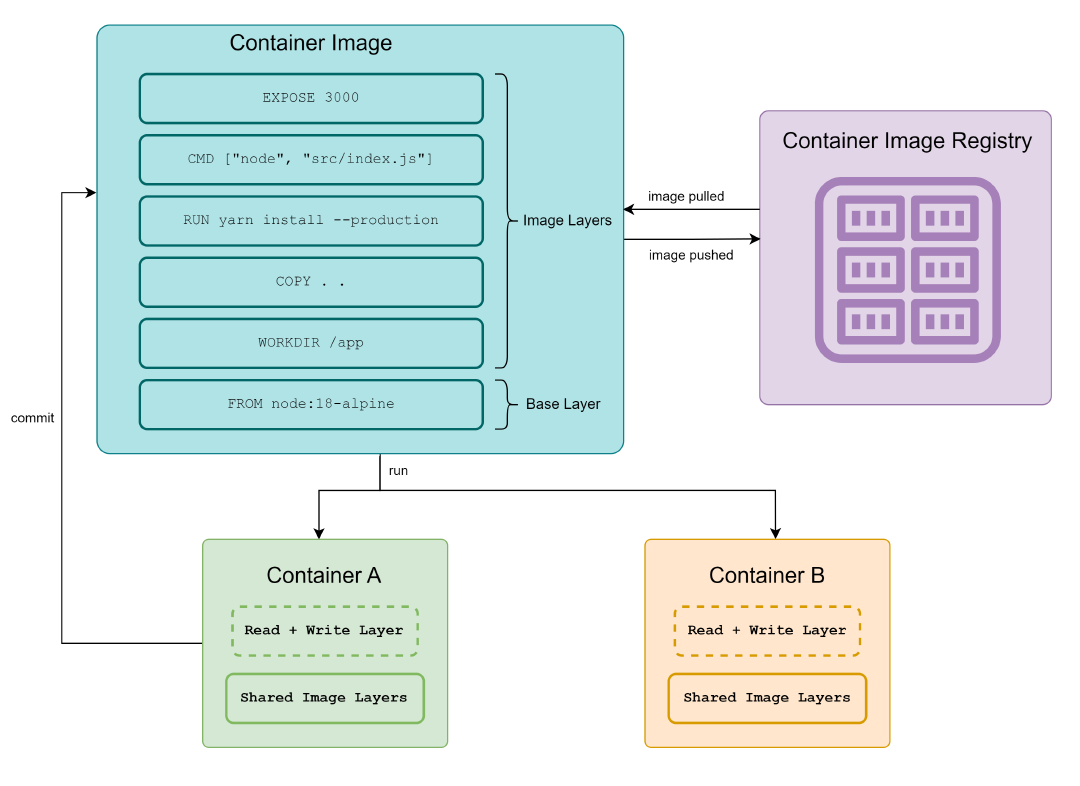 Container Image
EXPOSE 3000
CMD ["node", "src/index.js"]
RUN yarn install --production
Image Layers
COPY . .
WORKDIR /app
FROM node:18-alpine
Base Layer
Container Image Registry
image pulled
image pushed
commit
run
Container A
Read + Write Layer
Shared Image Layers
Container B
Read + Write Layer
Shared Image Layers